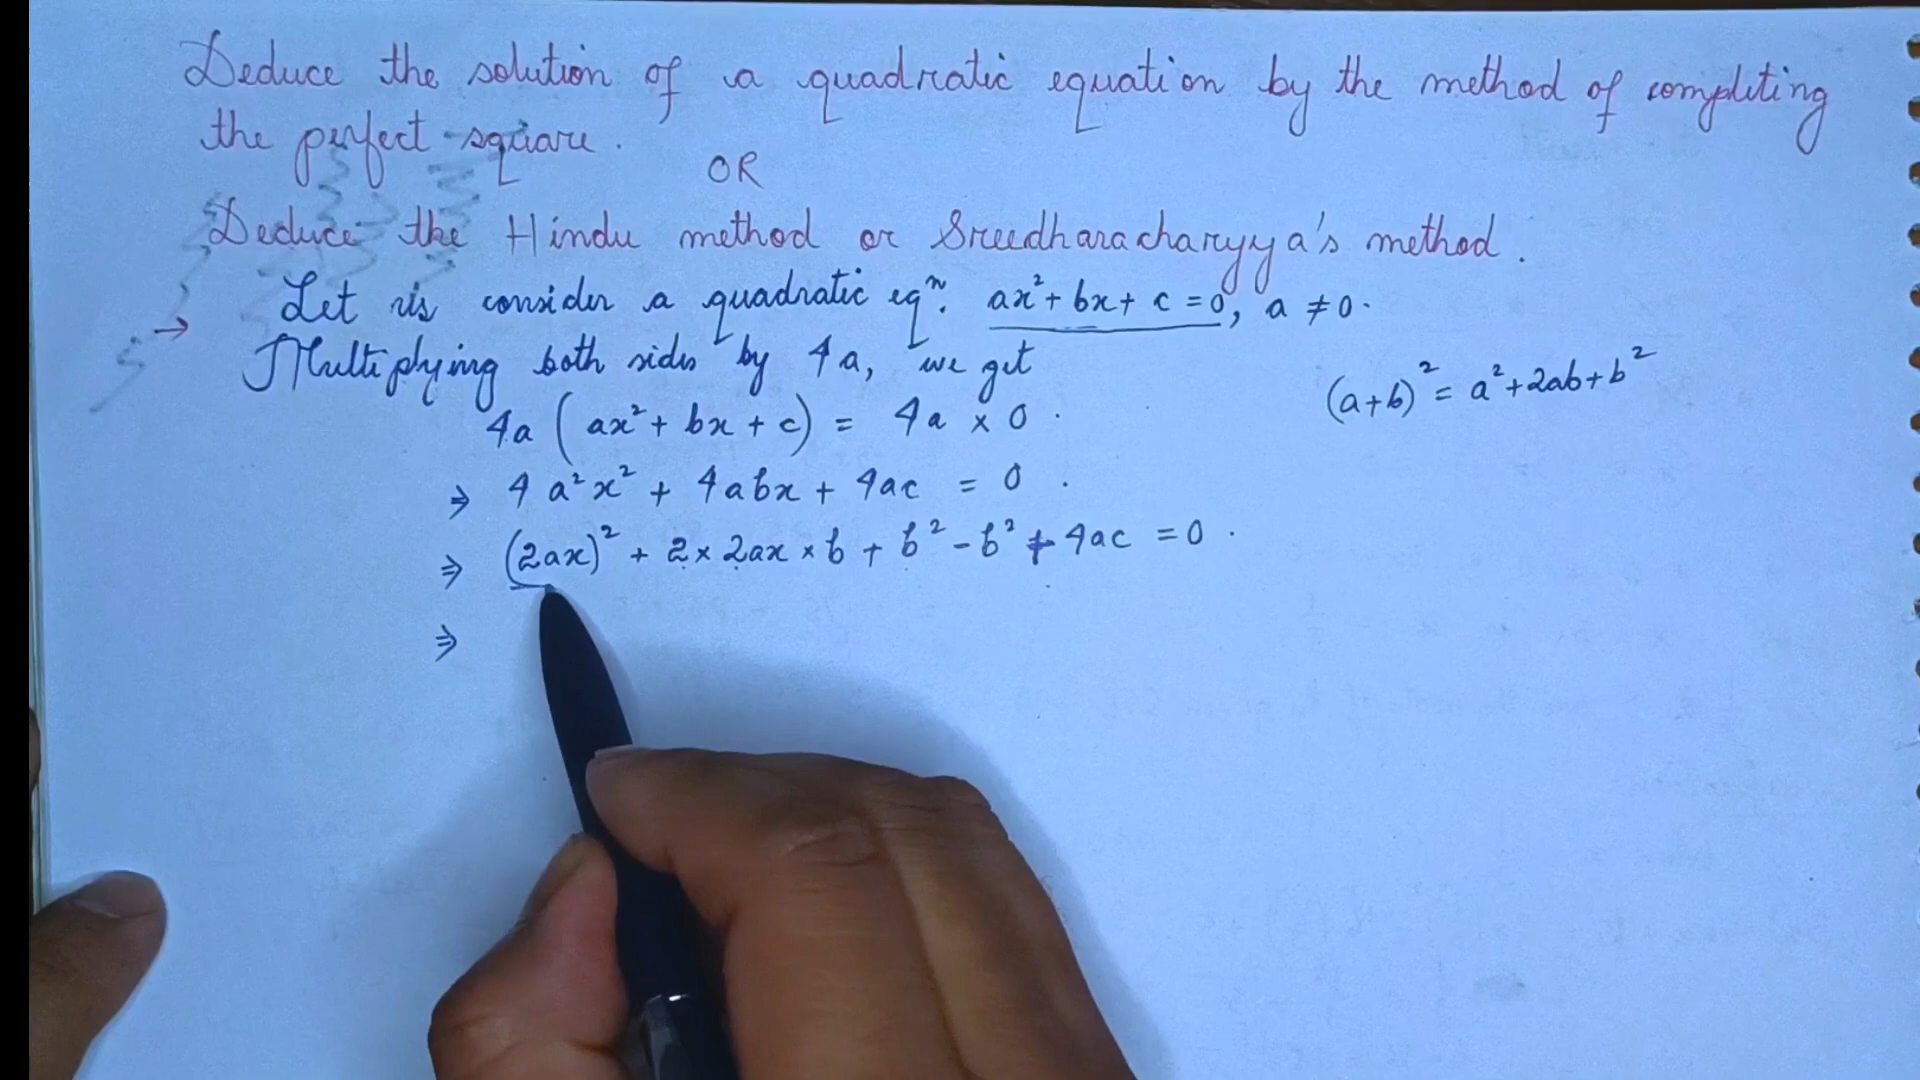 Deduce the solution of a quadratic equation by the method of completing
the perfect square.
OR
Deduce the Hindu method or Sreedharacharyya's method.
→ Let us consider a quadratic eqⁿ. ax² + bx + c = 0, a ≠ 0.
Multiplying both sides by 4a, we get
(a+b)² = a² + 2ab + b²
4a (ax² + bx + c) = 4a × 0.
⇒ 4a²x² + 4abx + 4ac = 0.
⇒ (2ax)² + 2 × 2ax × b + b² - b² + 4ac = 0.
⇒